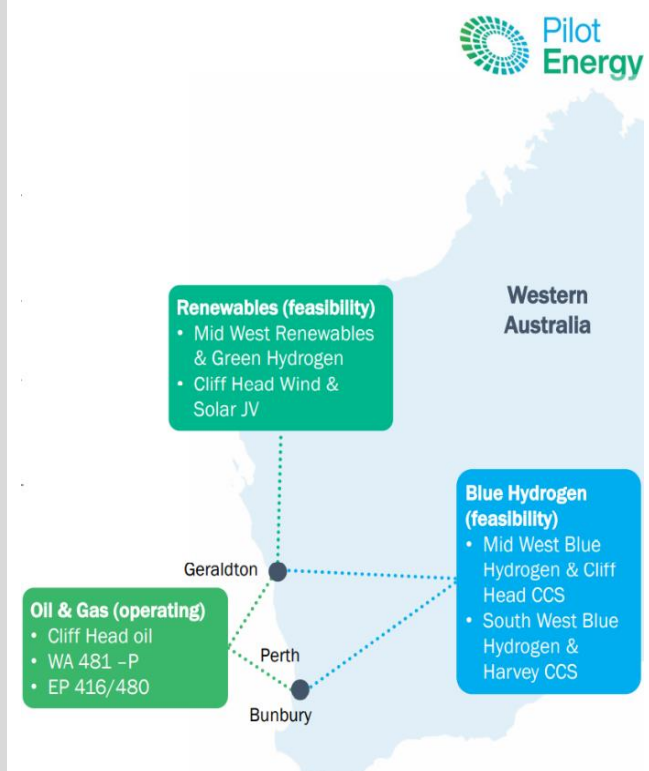 Pilot
Energy
Western
Australia
Renewables (feasibility)
• Mid West Renewables
& Green Hydrogen
• Cliff Head Wind &
Solar JV
Blue Hydrogen
(feasibility)
• Mid West Blue
Hydrogen & Cliff
Head CCS
• South West Blue
Hydrogen &
Harvey CCS
Geraldton
Oil & Gas (operating)
• Cliff Head oil
• WA 481 –P
• EP 416/480
Perth
Bunbury